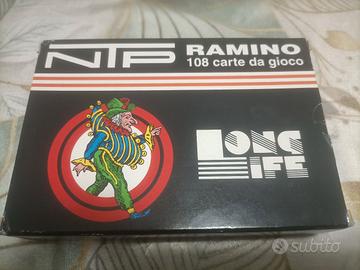 NTP
RAMINO
108 carte da gioco
LONG
LIFE
subito